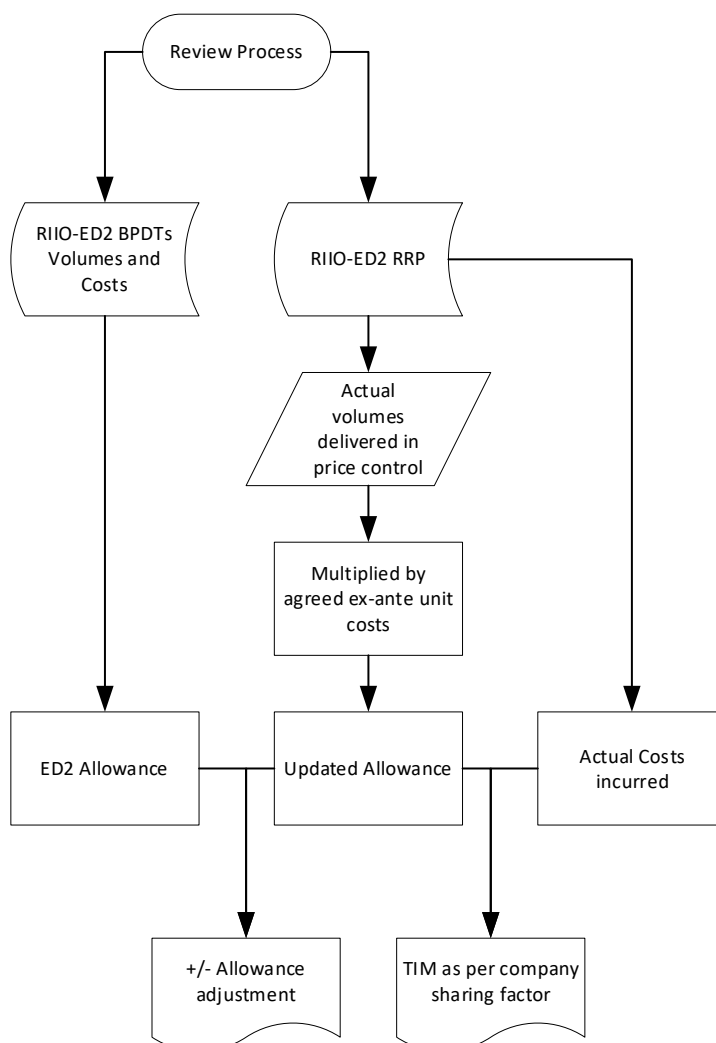 Review Process
RIIO-ED2 BPDTs
Volumes and
Costs
RIIO-ED2 RRP
Actual
volumes
delivered in
price control
Multiplied by
agreed ex-ante unit
costs
ED2 Allowance
Updated Allowance
Actual Costs
incurred
+/- Allowance
adjustment
TIM as per company
sharing factor